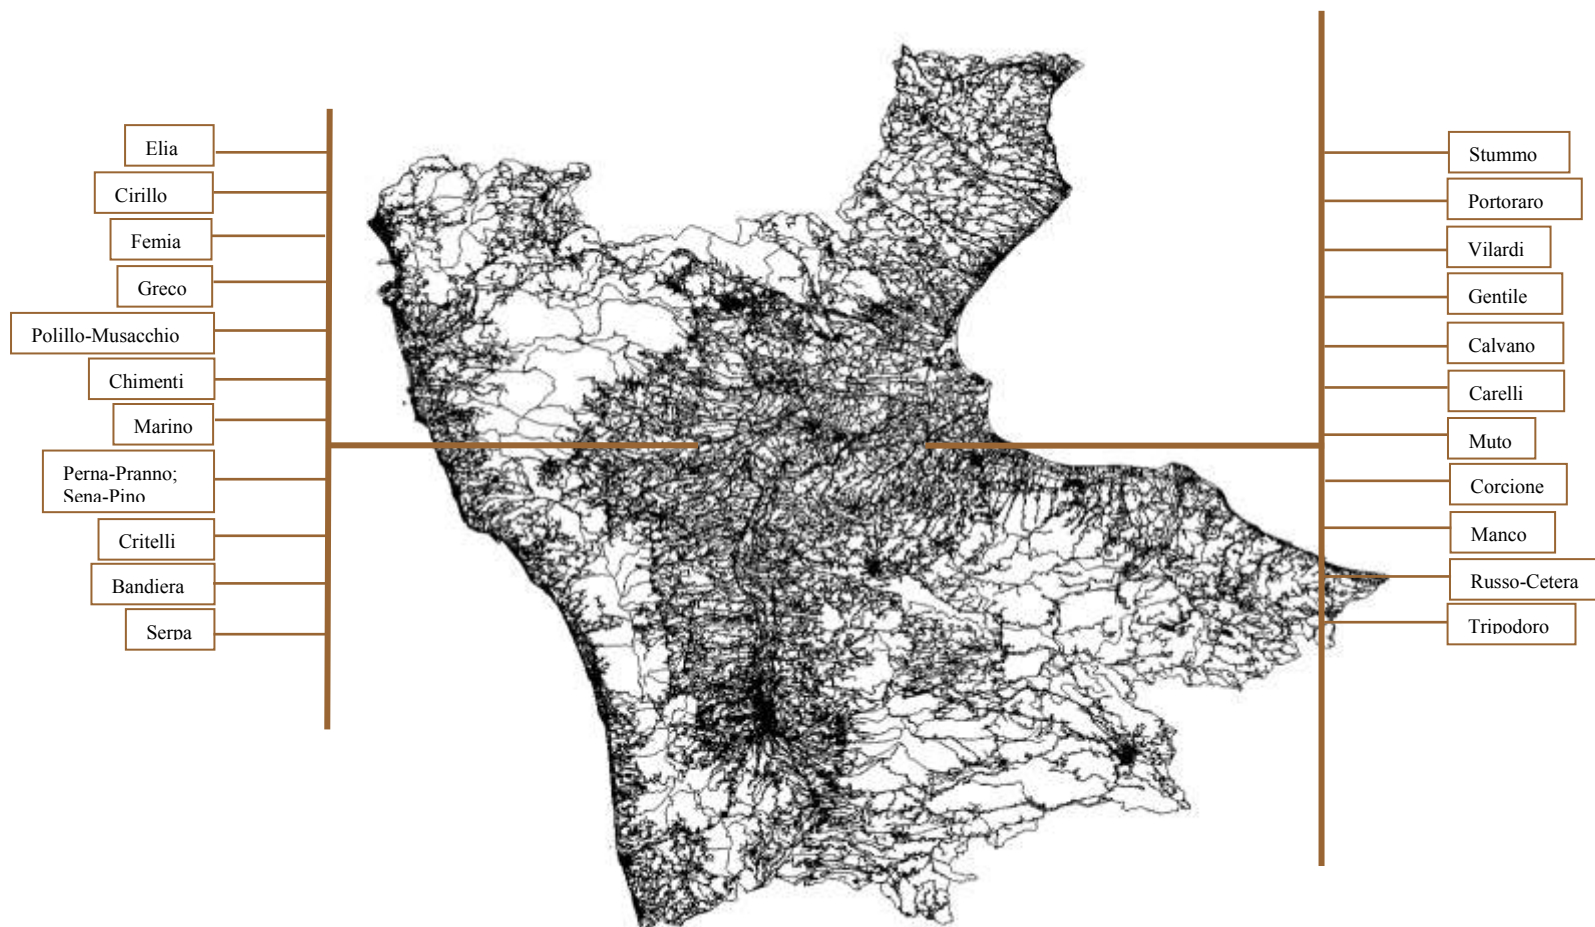 Elia
Cirillo
Femia
Greco
Polillo-Musacchio
Chimenti
Marino
Perna-Pranno;
Sena-Pino
Critelli
Bandiera
Serpa
Stummo
Portoraro
Vilardi
Gentile
Calvano
Carelli
Muto
Corcione
Manco
Russo-Cetera
Tripodoro